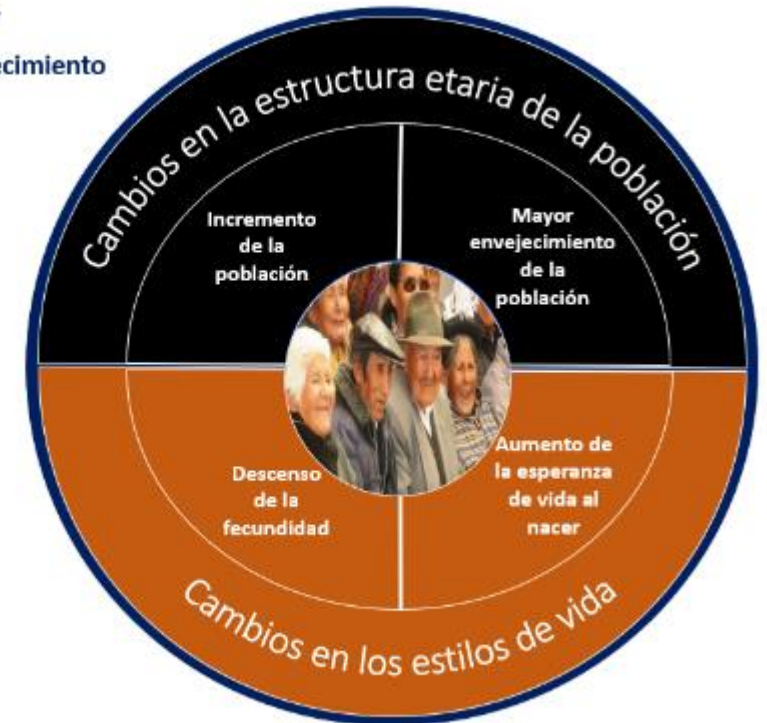 Cambios en la estructura etaria de la población
Incremento
de la
población
Mayor
envejecimiento
de la
población
Descenso
de la
fecundidad
Aumento de
la esperanza
de vida al
nacer
Cambios en los estilos de vida